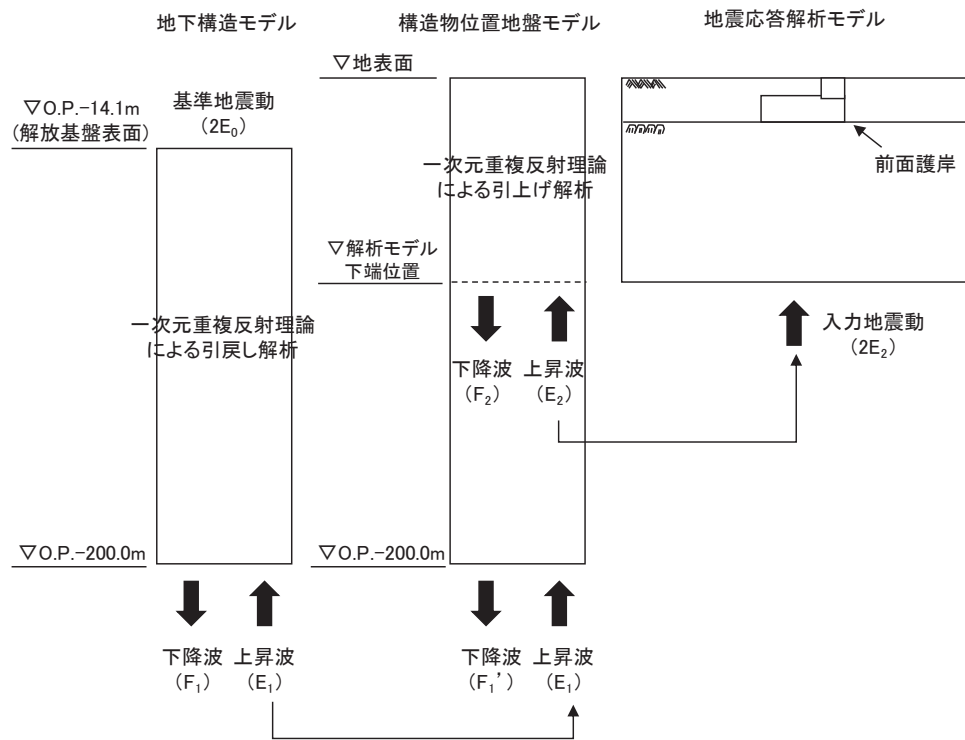 地下構造モデル
▽O.P.-14.1m
(解放基盤表面)
基準地震動
(2E₀)
一次元重複反射理論
による引戻し解析
▽O.P.-200.0m
下降波
(F₁)
上昇波
(E₁)
構造物位置地盤モデル
▽地表面
一次元重複反射理論
による引上げ解析
▽解析モデル
下端位置
下降波
(F₂)
上昇波
(E₂)
▽O.P.-200.0m
下降波
(F₁’)
上昇波
(E₁)
地震応答解析モデル
前面護岸
入力地震動
(2E₂)